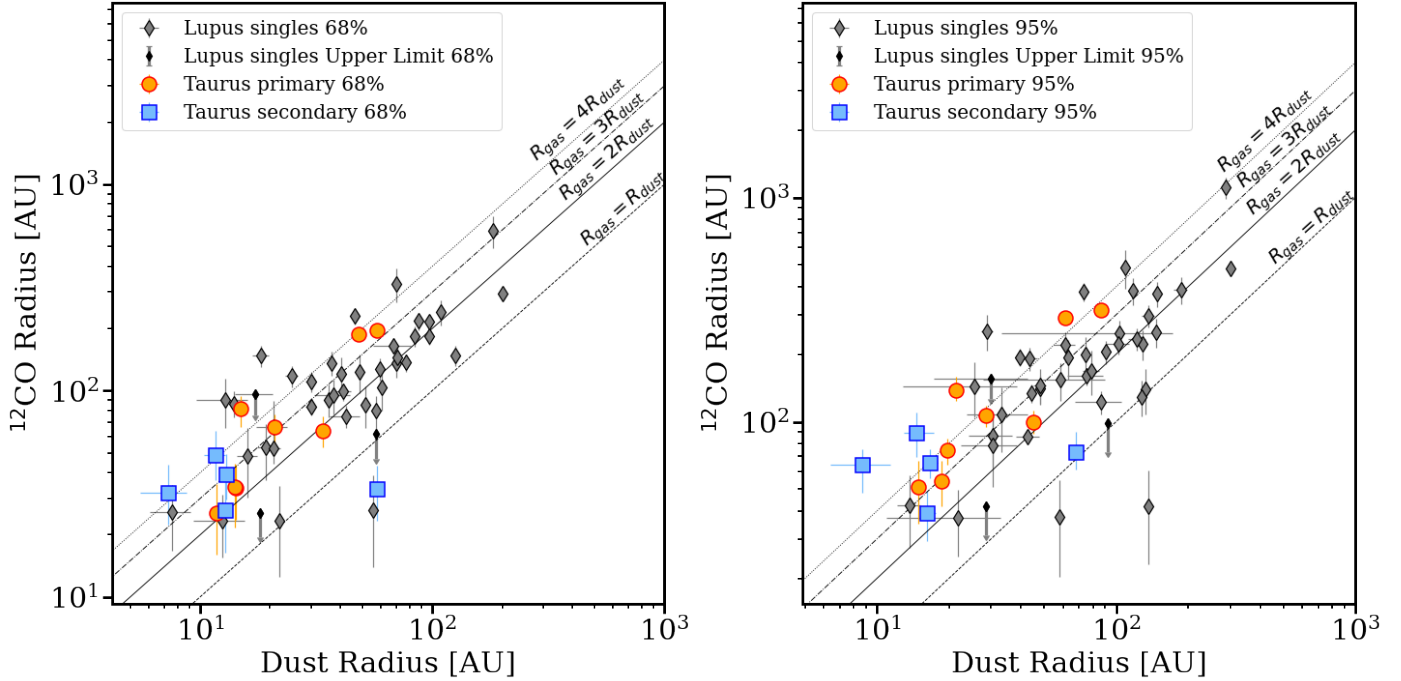 Lupus singles 68%
Lupus singles Upper Limit 68%
Taurus primary 68%
Taurus secondary 68%
R_gas = 4R_dust
R_gas = 3R_dust
R_gas = 2R_dust
R_gas = R_dust
10^3
10^2
10^1
10^1
10^2
10^3
^12CO Radius [AU]
Dust Radius [AU]
Lupus singles 95%
Lupus singles Upper Limit 95%
Taurus primary 95%
Taurus secondary 95%
R_gas = 4R_dust
R_gas = 3R_dust
R_gas = 2R_dust
R_gas = R_dust
10^3
10^2
10^1
10^2
10^3
^12CO Radius [AU]
Dust Radius [AU]